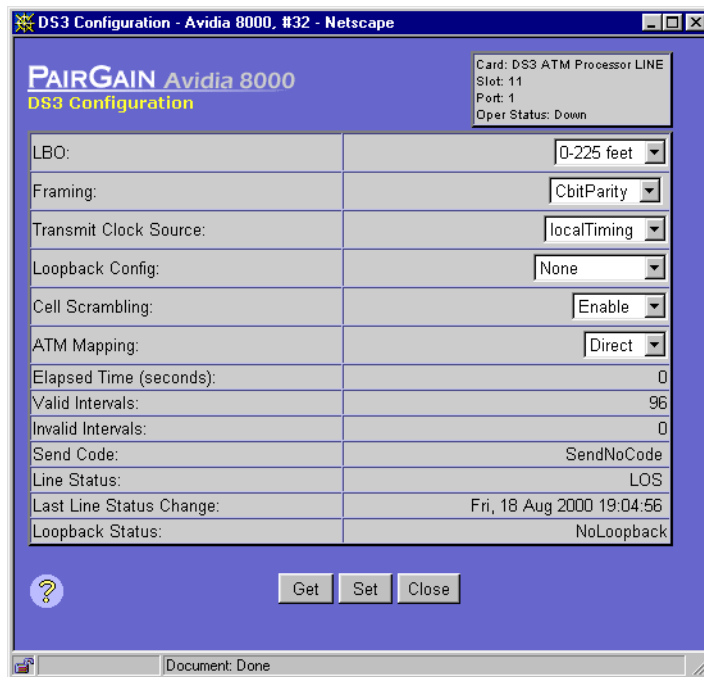 DS3 Configuration - Avidia 8000, #32 - Netscape
PAIRGAIN Avidia 8000
DS3 Configuration
Card: DS3 ATM Processor LINE
Slot: 11
Port: 1
Oper Status: Down
LBO: 0-225 feet
Framing: CbitParity
Transmit Clock Source: localTiming
Loopback Config: None
Cell Scrambling: Enable
ATM Mapping: Direct
Elapsed Time (seconds): 0
Valid Intervals: 96
Invalid Intervals: 0
Send Code: SendNoCode
Line Status: LOS
Last Line Status Change: Fri, 18 Aug 2000 19:04:56
Loopback Status: NoLoopback
? Get Set Close
Document: Done